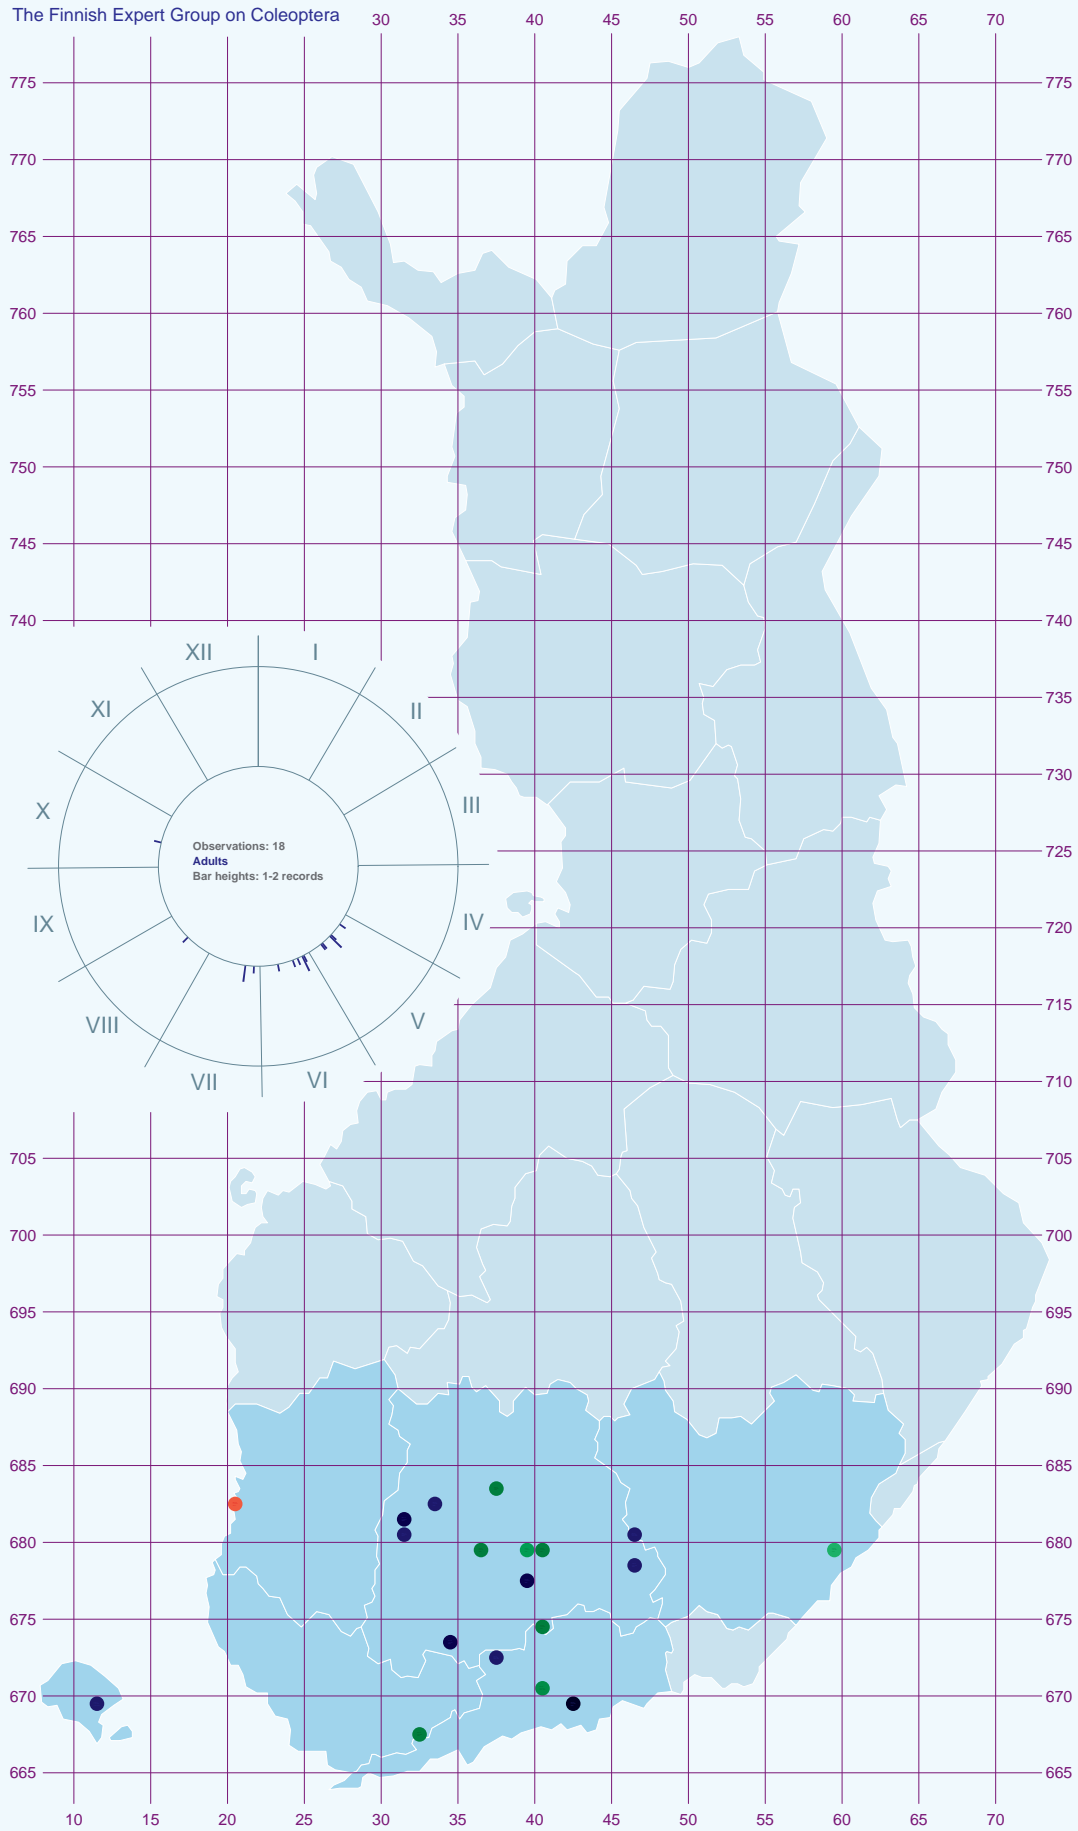 The Finnish Expert Group on Coleoptera
30 35 40 45 50 55 60 65 70
775 775
770 770
765 765
760 760
755 755
750 750
745 745
740 740
XII I
XI II
735
730
X III
Observations: 18
Adults
Bar heights: 1-2 records
725
IX IV
720
715
VIII V
VII VI
710
705 705
700 700
695 695
690 690
685 685
680 680
675 675
670 670
665 665
10 15 20 25 30 35 40 45 50 55 60 65 70